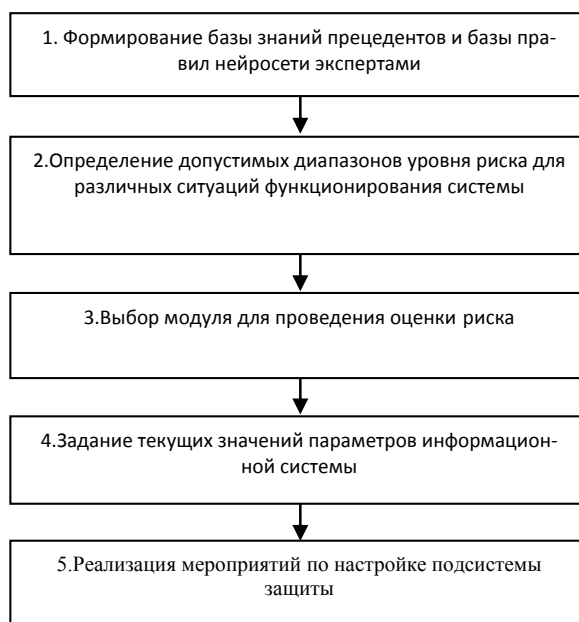 1. Формирование базы знаний прецедентов и базы пра-
вил нейросети экспертами
2.Определение допустимых диапазонов уровня риска для
различных ситуаций функционирования системы
3.Выбор модуля для проведения оценки риска
4.Задание текущих значений параметров информацион-
ной системы
5.Реализация мероприятий по настройке подсистемы
защиты